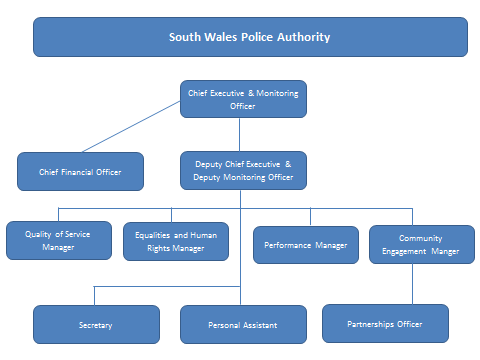 South Wales Police Authority
Chief Executive & Monitoring
Officer
Chief Financial Officer
Deputy Chief Executive &
Deputy Monitoring Officer
Quality of Service
Manager
Equalities and Human
Rights Manager
Performance Manager
Community
Engagement Manger
Secretary
Personal Assistant
Partnerships Officer